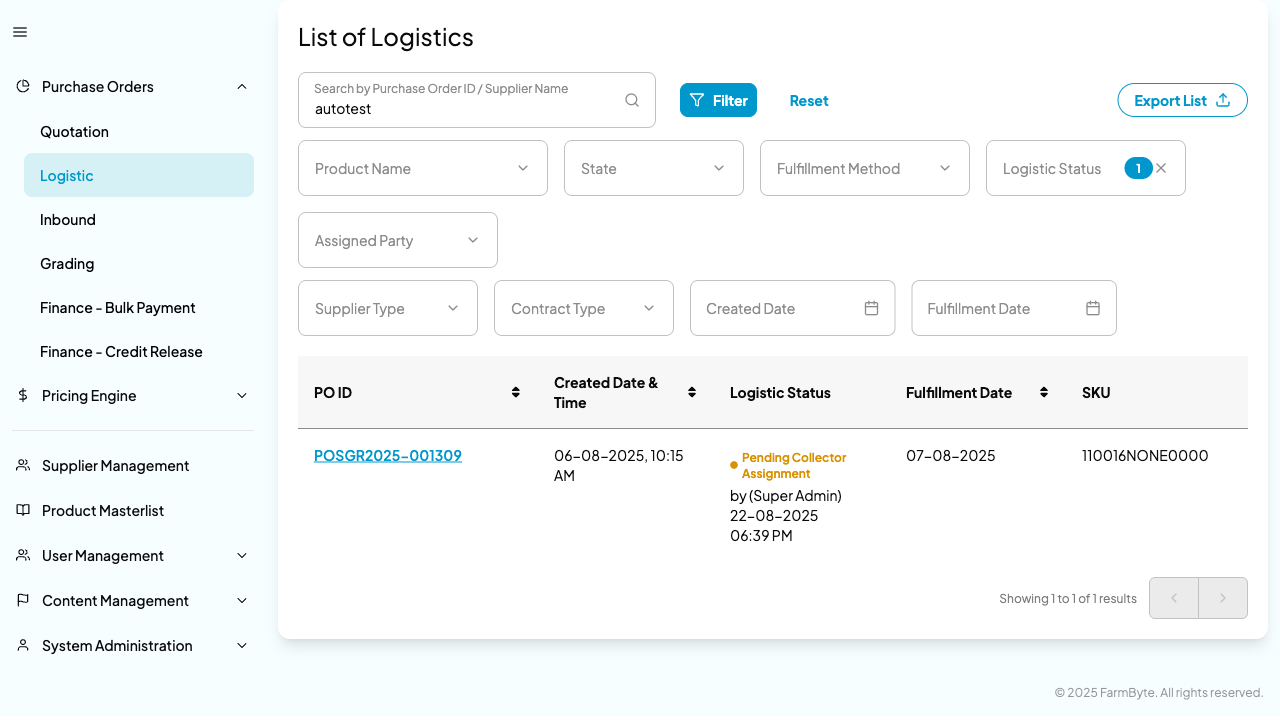 List of Logistics
Purchase Orders
Quotation
Logistic
Inbound
Grading
Finance - Bulk Payment
Finance - Credit Release
Pricing Engine
Supplier Management
Product Masterlist
User Management
Content Management
System Administration
Search by Purchase Order ID / Supplier Name
autotest
Filter
Reset
Export List
Product Name
State
Fulfillment Method
Logistic Status
1
Assigned Party
Supplier Type
Contract Type
Created Date
Fulfillment Date
PO ID
Created Date &
Time
Logistic Status
Fulfillment Date
SKU
POSGR2025-001309
06-08-2025, 10:15
AM
Pending Collector
Assignment
by (Super Admin)
22-08-2025
06:39 PM
07-08-2025
110016NONE0000
Showing 1 to 1 of 1 results
© 2025 FarmByte. All rights reserved.